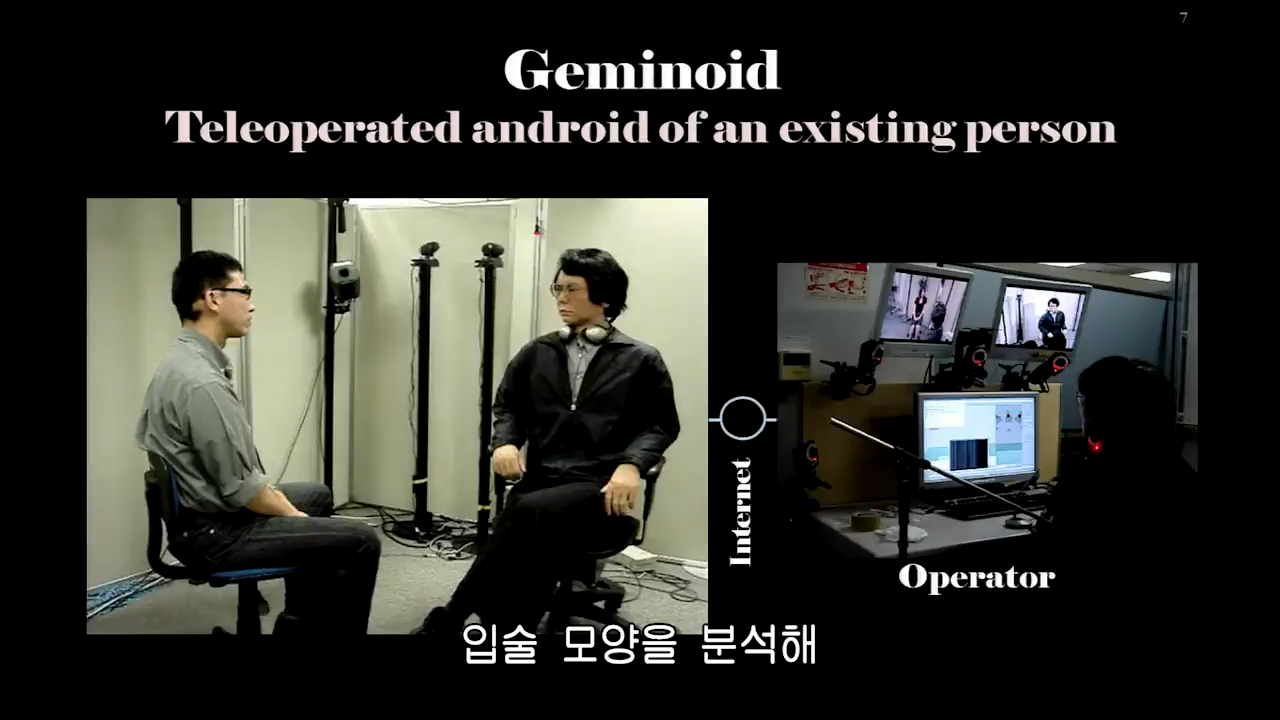 7
Geminoid
Teleoperated android of an existing person
Internet
Operator
입술 모양을 분석해